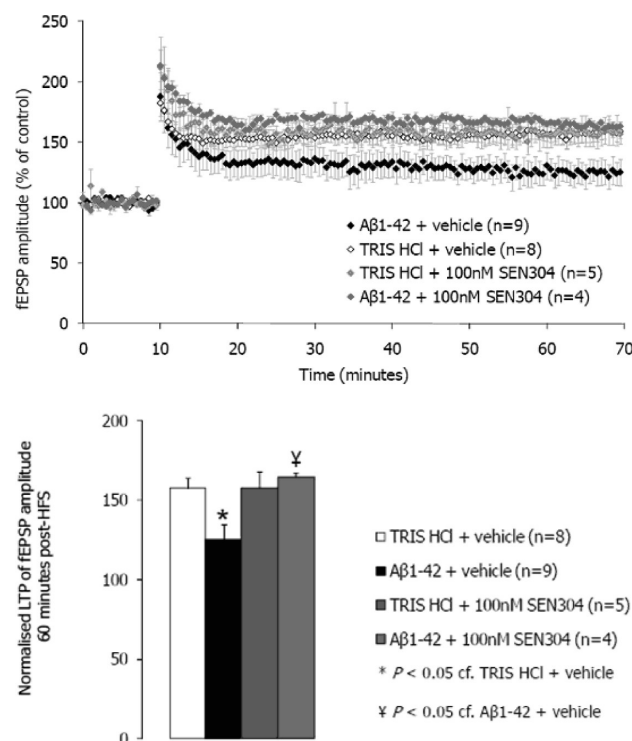 250
200
150
100
50
0
fEPSP amplitude (% of control)
Aβ1-42 + vehicle (n=9)
TRIS HCl + vehicle (n=8)
TRIS HCl + 100nM SEN304 (n=5)
Aβ1-42 + 100nM SEN304 (n=4)
0 10 20 30 40 50 60 70
Time (minutes)
200
150
100
50
0
Normalised LTP of fEPSP amplitude
60 minutes post-HFS
*
¥
TRIS HCl + vehicle (n=8)
Aβ1-42 + vehicle (n=9)
TRIS HCl + 100nM SEN304 (n=5)
Aβ1-42 + 100nM SEN304 (n=4)
* P < 0.05 cf. TRIS HCl + vehicle
¥ P < 0.05 cf. Aβ1-42 + vehicle